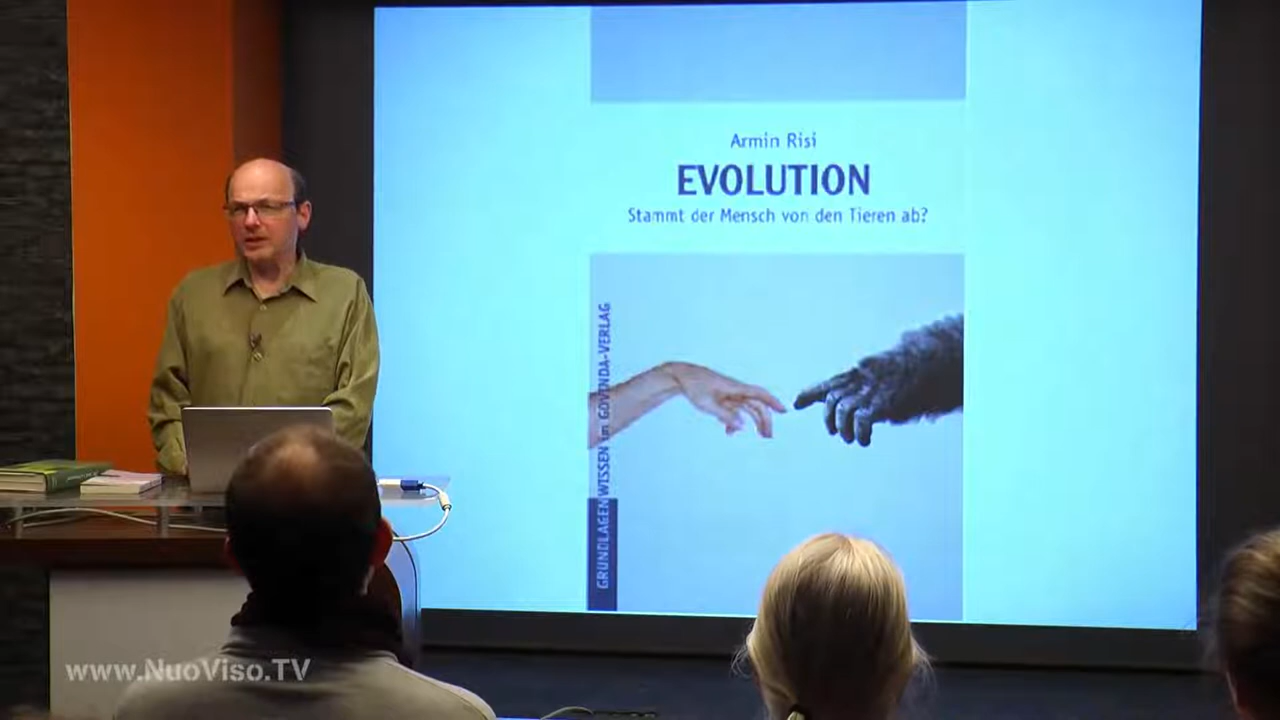 Armin Risi
EVOLUTION
Stammt der Mensch von den Tieren ab?
GRUNDLAGENWISSEN im GOVINDA-VERLAG
www.NuoViso.TV